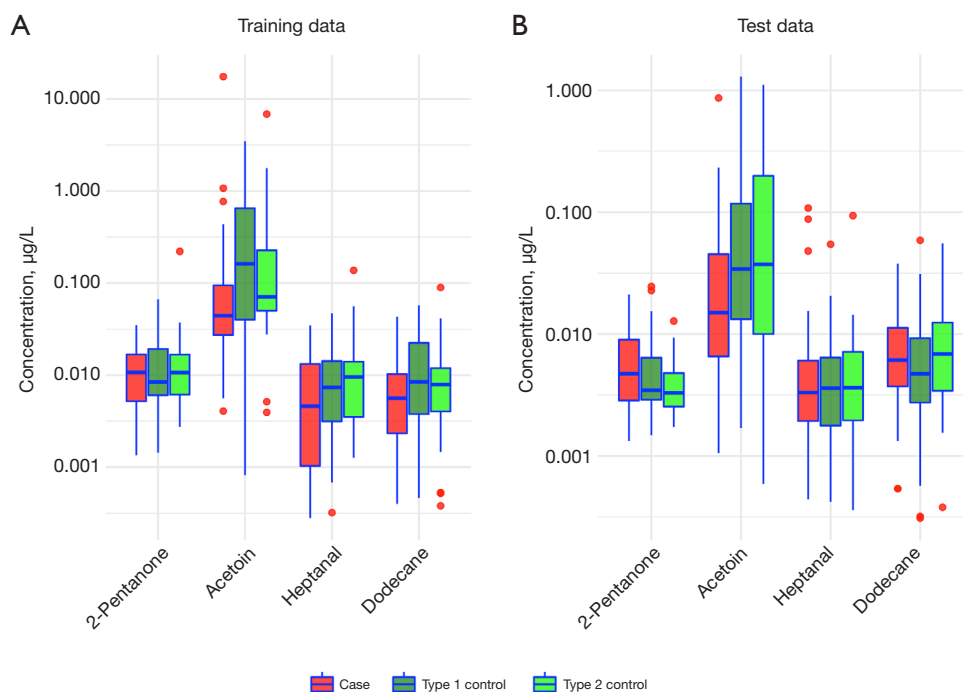 A
Training data
Concentration, µg/L
10.000
1.000
0.100
0.010
0.001
2-Pentanone
Acetoin
Heptanal
Dodecane
B
Test data
Concentration, µg/L
1.000
0.100
0.010
0.001
2-Pentanone
Acetoin
Heptanal
Dodecane
Case
Type 1 control
Type 2 control